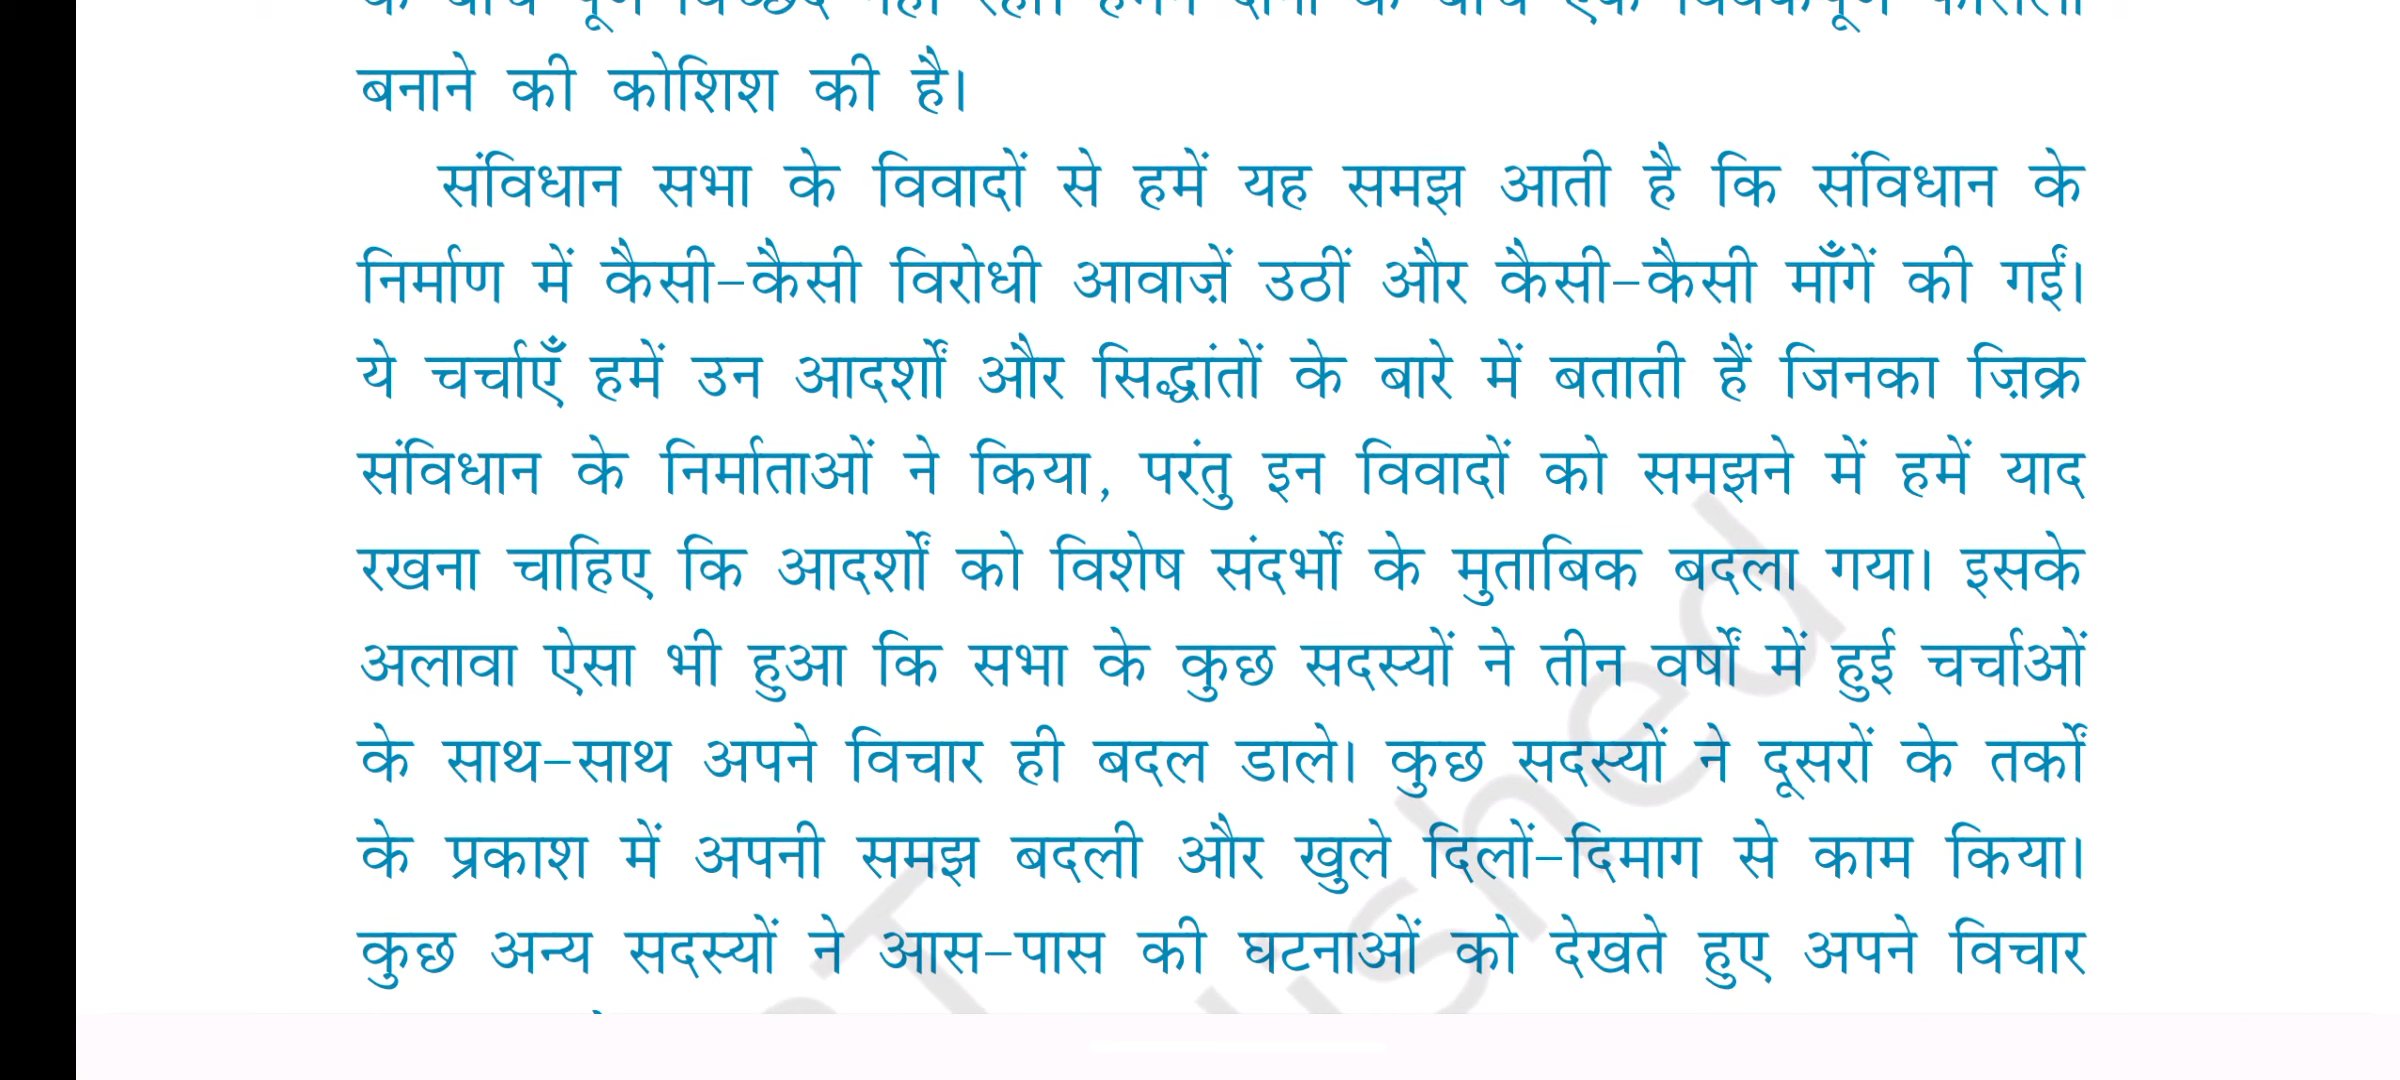 बनाने की कोशिश की है।
संविधान सभा के विवादों से हमें यह समझ आती है कि संविधान के
निर्माण में कैसी-कैसी विरोधी आवाज़ें उठीं और कैसी-कैसी माँगें की गईं।
ये चर्चाएँ हमें उन आदर्शों और सिद्धांतों के बारे में बताती हैं जिनका ज़िक्र
संविधान के निर्माताओं ने किया, परंतु इन विवादों को समझने में हमें याद
रखना चाहिए कि आदर्शों को विशेष संदर्भों के मुताबिक बदला गया। इसके
अलावा ऐसा भी हुआ कि सभा के कुछ सदस्यों ने तीन वर्षों में हुई चर्चाओं
के साथ-साथ अपने विचार ही बदल डाले। कुछ सदस्यों ने दूसरों के तर्कों
के प्रकाश में अपनी समझ बदली और खुले दिलों-दिमाग से काम किया।
कुछ अन्य सदस्यों ने आस-पास की घटनाओं को देखते हुए अपने विचार